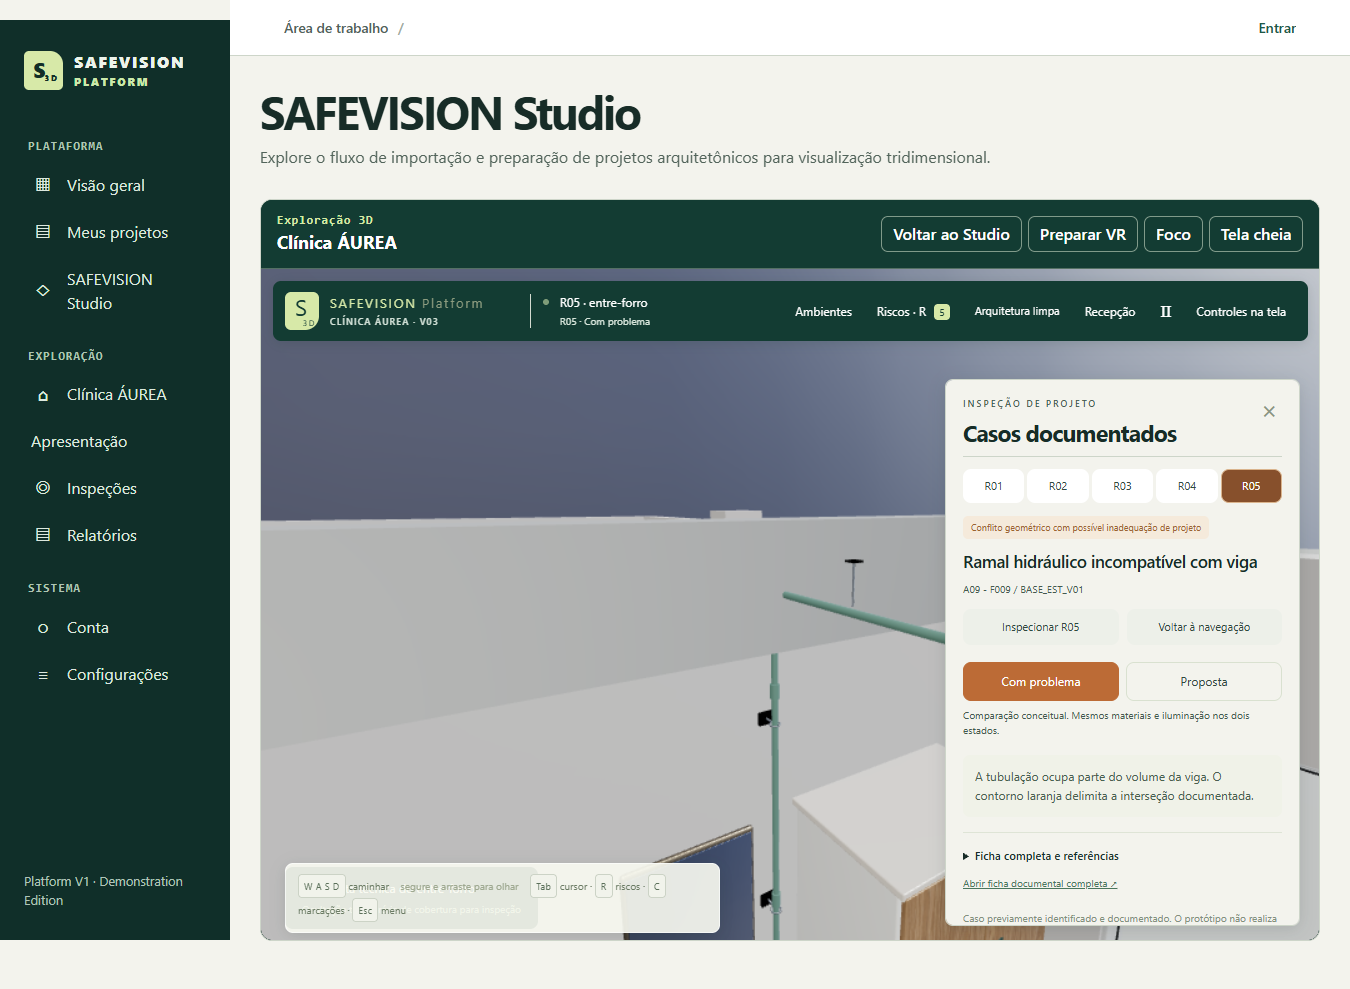 S3D
SAFEVISION
PLATFORM
PLATAFORMA
Visão geral
Meus projetos
SAFEVISION
Studio
EXPLORAÇÃO
Clínica ÁUREA
Apresentação
Inspeções
Relatórios
SISTEMA
Conta
Configurações
Platform V1 · Demonstration
Edition
Área de trabalho /
Entrar
SAFEVISION Studio
Explore o fluxo de importação e preparação de projetos arquitetônicos para visualização tridimensional.
Exploração 3D
Clínica ÁUREA
Voltar ao Studio
Preparar VR
Foco
Tela cheia
S 3D
SAFEVISION Platform
CLÍNICA ÁUREA · V03
R05 · entre-forro
R05 · Com problema
Ambientes
Riscos · R 5
Arquitetura limpa
Recepção
Controles na tela
INSPEÇÃO DE PROJETO
Casos documentados
R01 R02 R03 R04 R05
Conflito geométrico com possível inadequação de projeto
Ramal hidráulico incompatível com viga
A09 - F009 / BASE_EST_V01
Inspecionar R05
Voltar à navegação
Com problema
Proposta
Comparação conceitual. Mesmos materiais e iluminação nos dois
estados.
A tubulação ocupa parte do volume da viga. O
contorno laranja delimita a interseção documentada.
Ficha completa e referências
Abrir ficha documental completa ↗
Caso previamente identificado e documentado. O protótipo não realiza
W A S D caminhar segure e arraste para olhar Tab cursor · R riscos · C
marcações · Esc menu
e cobertura para inspeção